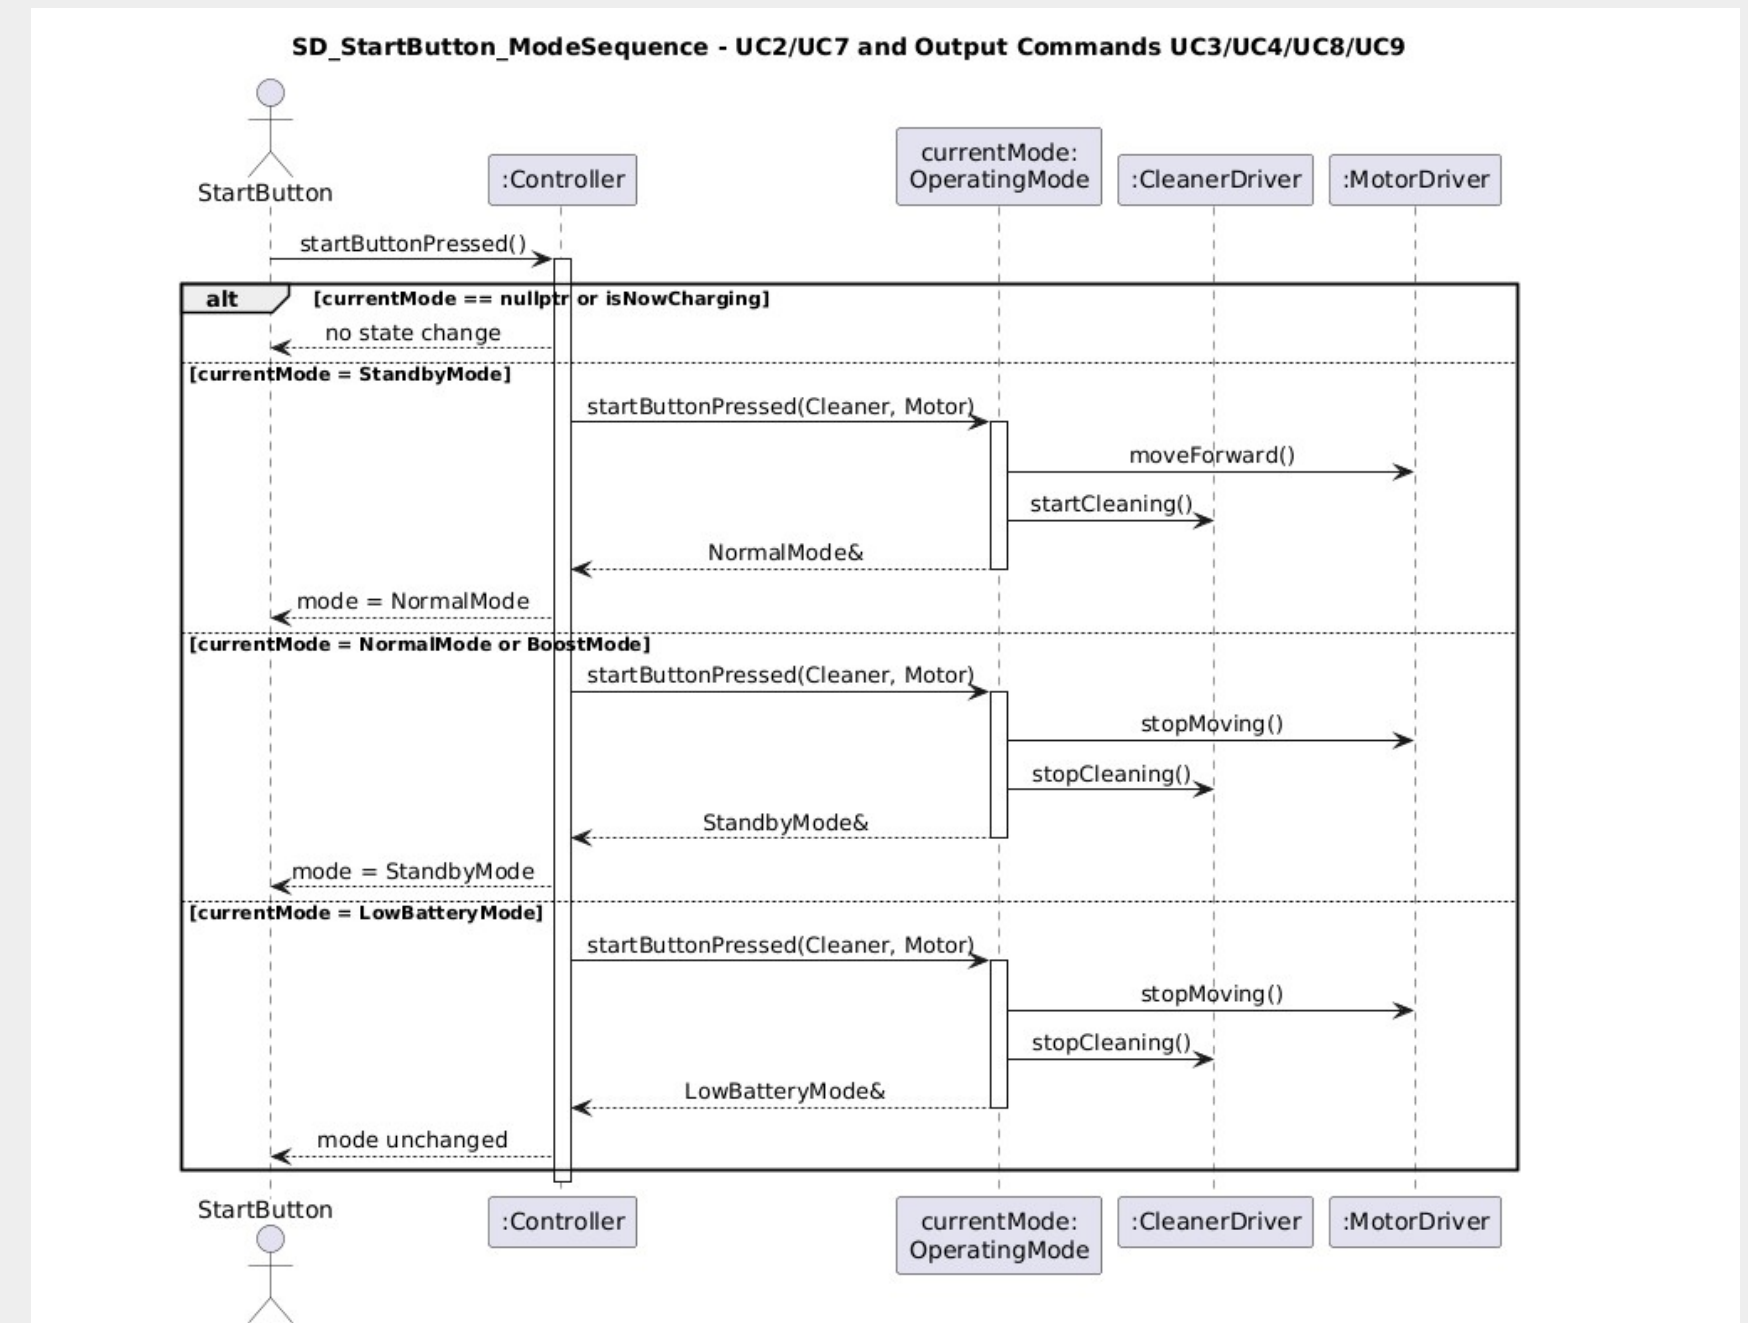 SD_StartButton_ModeSequence - UC2/UC7 and Output Commands UC3/UC4/UC8/UC9
StartButton
:Controller
currentMode:
OperatingMode
:CleanerDriver
:MotorDriver
startButtonPressed()
alt
[currentMode == nullptr or isNowCharging]
no state change
[currentMode = StandbyMode]
startButtonPressed(Cleaner, Motor)
moveForward()
startCleaning()
NormalMode&
mode = NormalMode
[currentMode = NormalMode or BoostMode]
startButtonPressed(Cleaner, Motor)
stopMoving()
stopCleaning()
StandbyMode&
mode = StandbyMode
[currentMode = LowBatteryMode]
startButtonPressed(Cleaner, Motor)
stopMoving()
stopCleaning()
LowBatteryMode&
mode unchanged
StartButton
:Controller
currentMode:
OperatingMode
:CleanerDriver
:MotorDriver